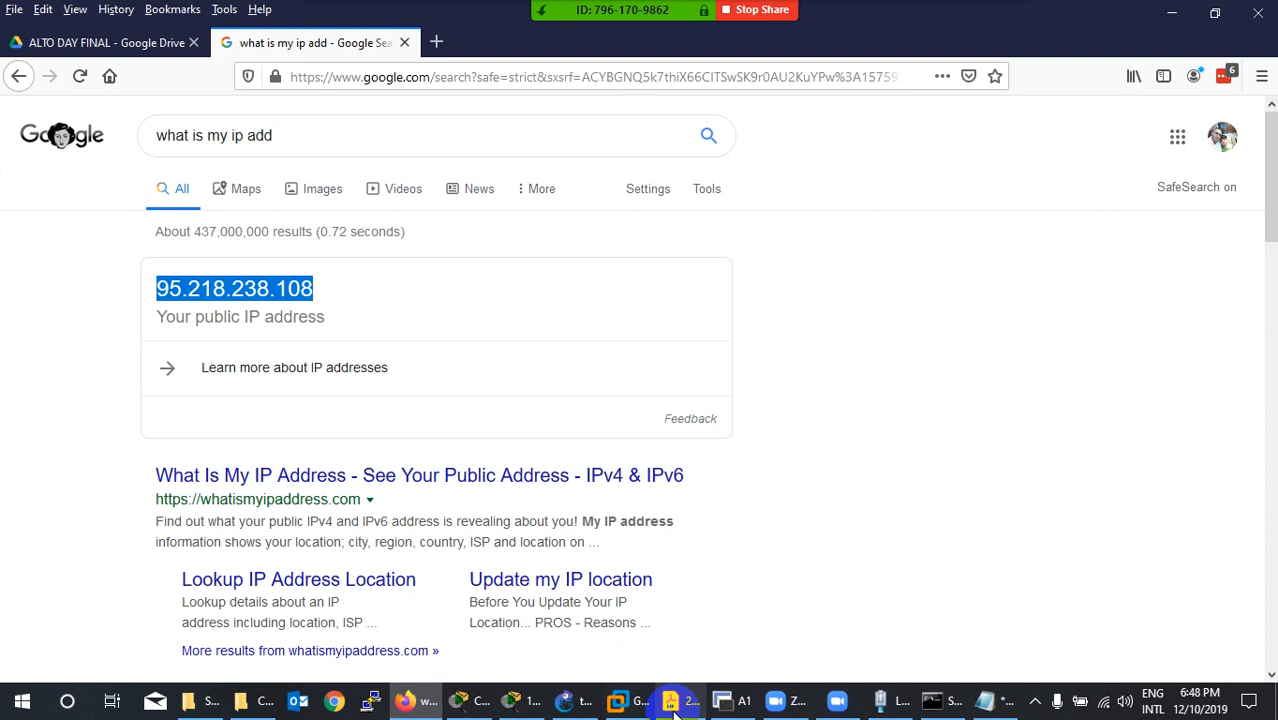 File Edit View History Bookmarks Tools Help
ID: 796-170-9862 Stop Share
ALTO DAY FINAL - Google Drive
what is my ip add - Google Sea
https://www.google.com/search?safe=strict&sxsrf=ACYBGNQ5k7thiX66CITSwSK9r0AU2KuYPw%3A15759
6
Google
what is my ip add
All Maps Images Videos News More Settings Tools
SafeSearch on
About 437,000,000 results (0.72 seconds)
95.218.238.108
Your public IP address
Learn more about IP addresses
Feedback
What Is My IP Address - See Your Public Address - IPv4 & IPv6
https://whatismyipaddress.com
Find out what your public IPv4 and IPv6 address is revealing about you! My IP address
information shows your location; city, region, country, ISP and location on ...
Lookup IP Address Location
Lookup details about an IP
address including location, ISP ...
Update my IP location
Before You Update Your IP
Location... PROS - Reasons ...
More results from whatismyipaddress.com »
S... C... w... C... 1... t... G... 2... A1 Z... L... S... *...
ENG
INTL
6:48 PM
12/10/2019